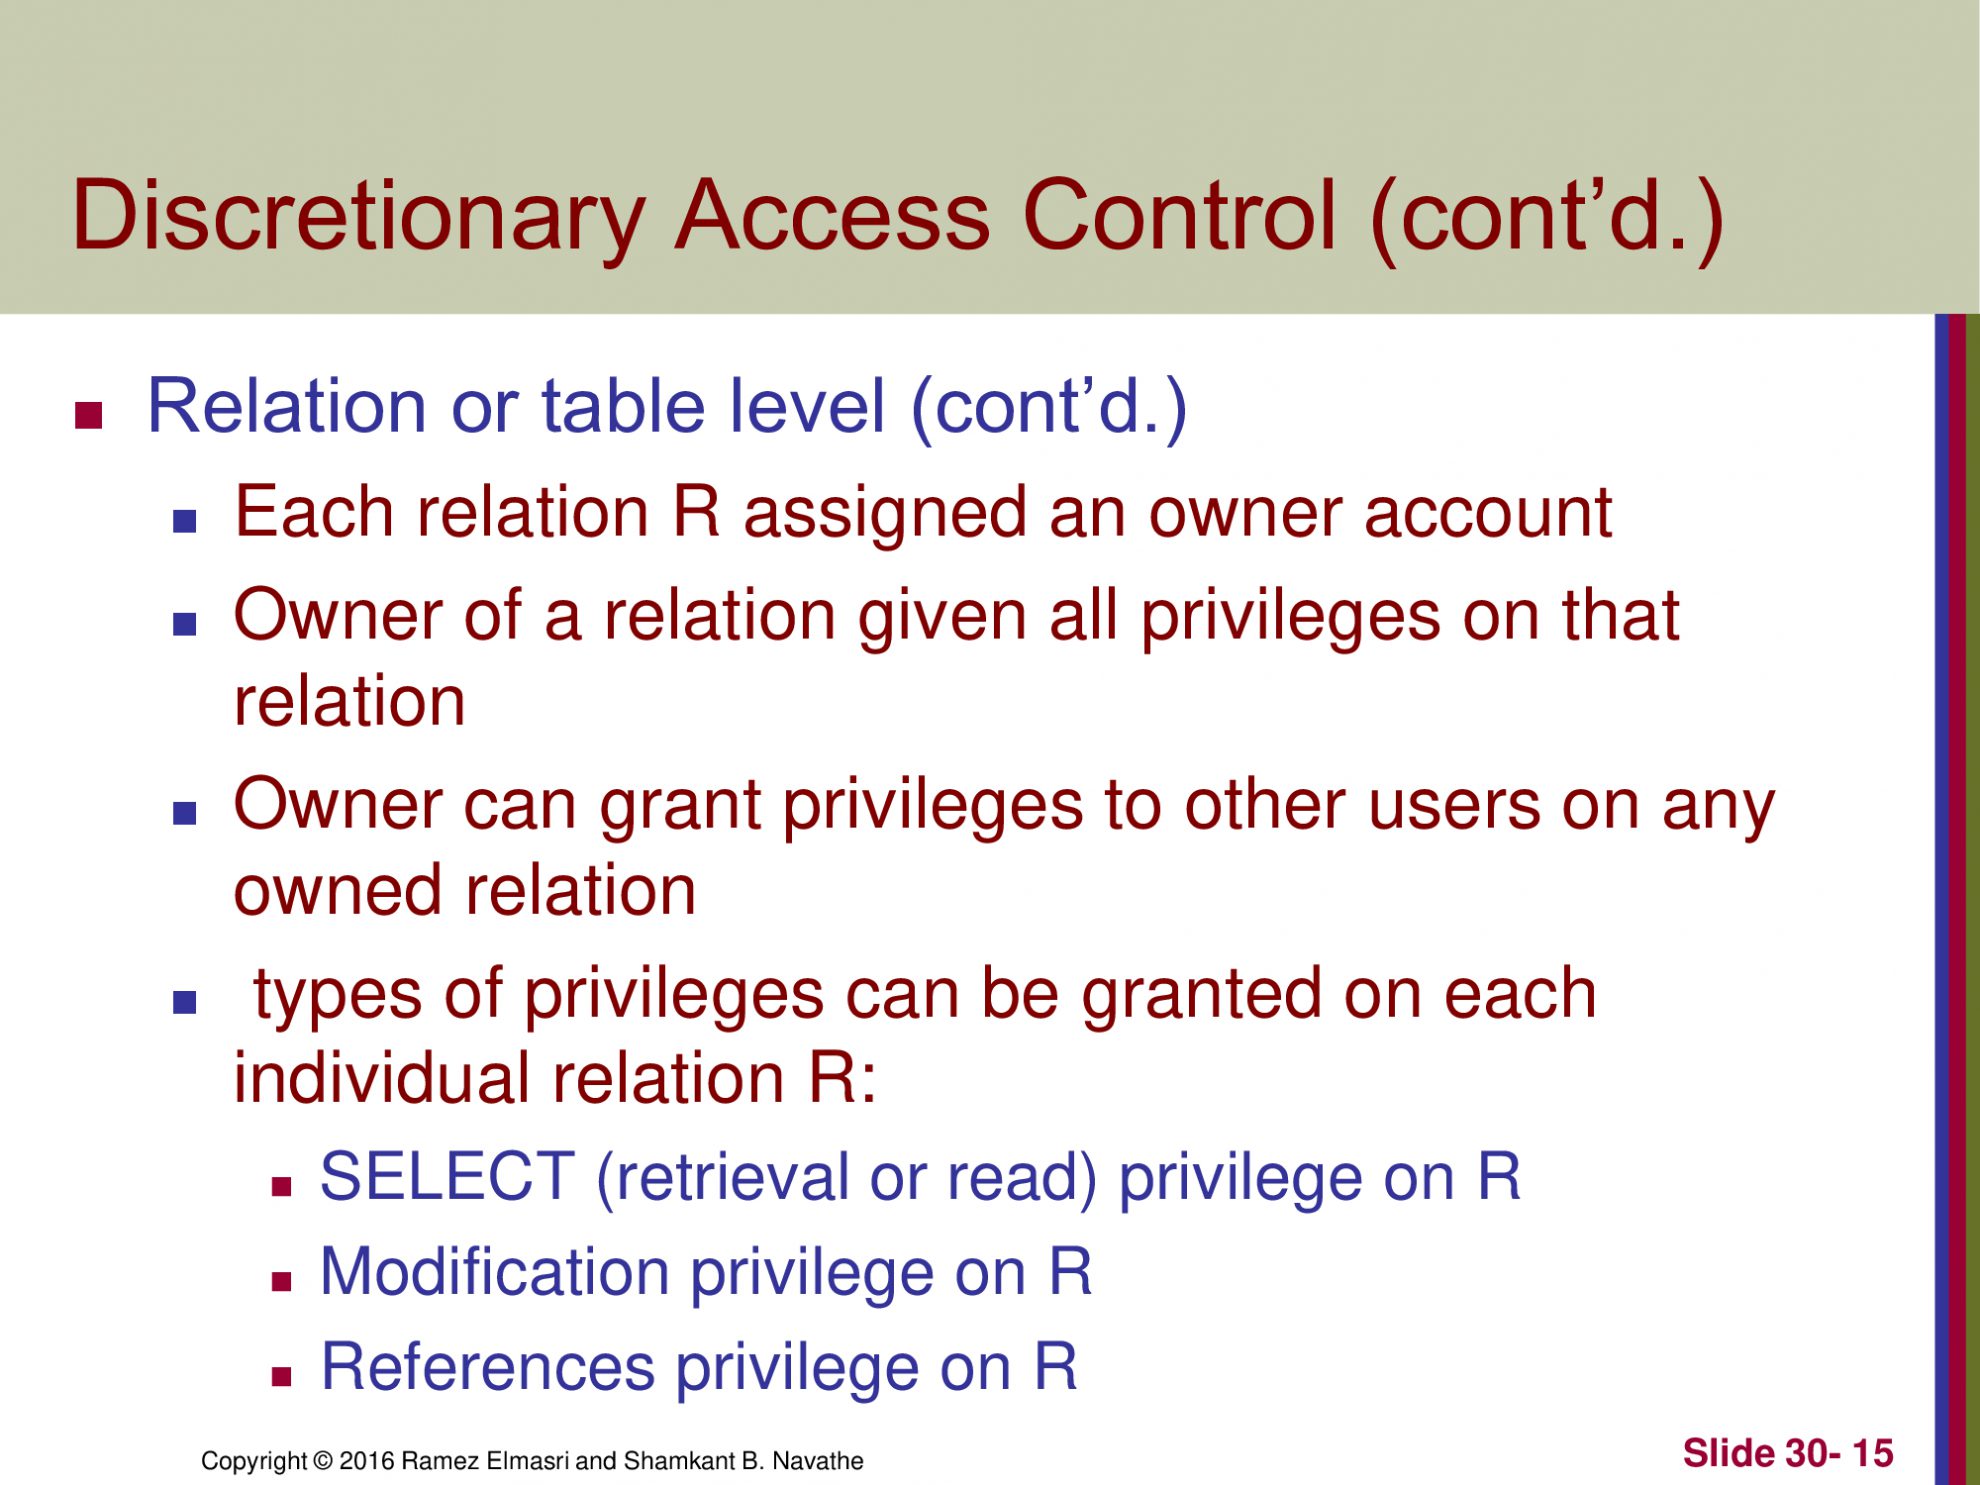 Discretionary Access Control (cont’d.)
Relation or table level (cont’d.)
Each relation R assigned an owner account
Owner of a relation given all privileges on that
relation
Owner can grant privileges to other users on any
owned relation
types of privileges can be granted on each
individual relation R:
SELECT (retrieval or read) privilege on R
Modification privilege on R
References privilege on R
Copyright © 2016 Ramez Elmasri and Shamkant B. Navathe
Slide 30- 15